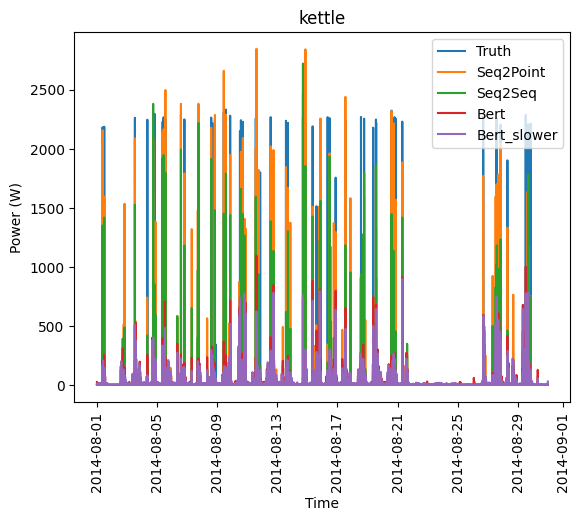 kettle
Truth
Seq2Point
Seq2Seq
Bert
Bert_slower
Power (W)
2500
2000
1500
1000
500
0
2014-08-01
2014-08-05
2014-08-09
2014-08-13
2014-08-17
2014-08-21
2014-08-25
2014-08-29
2014-09-01
Time